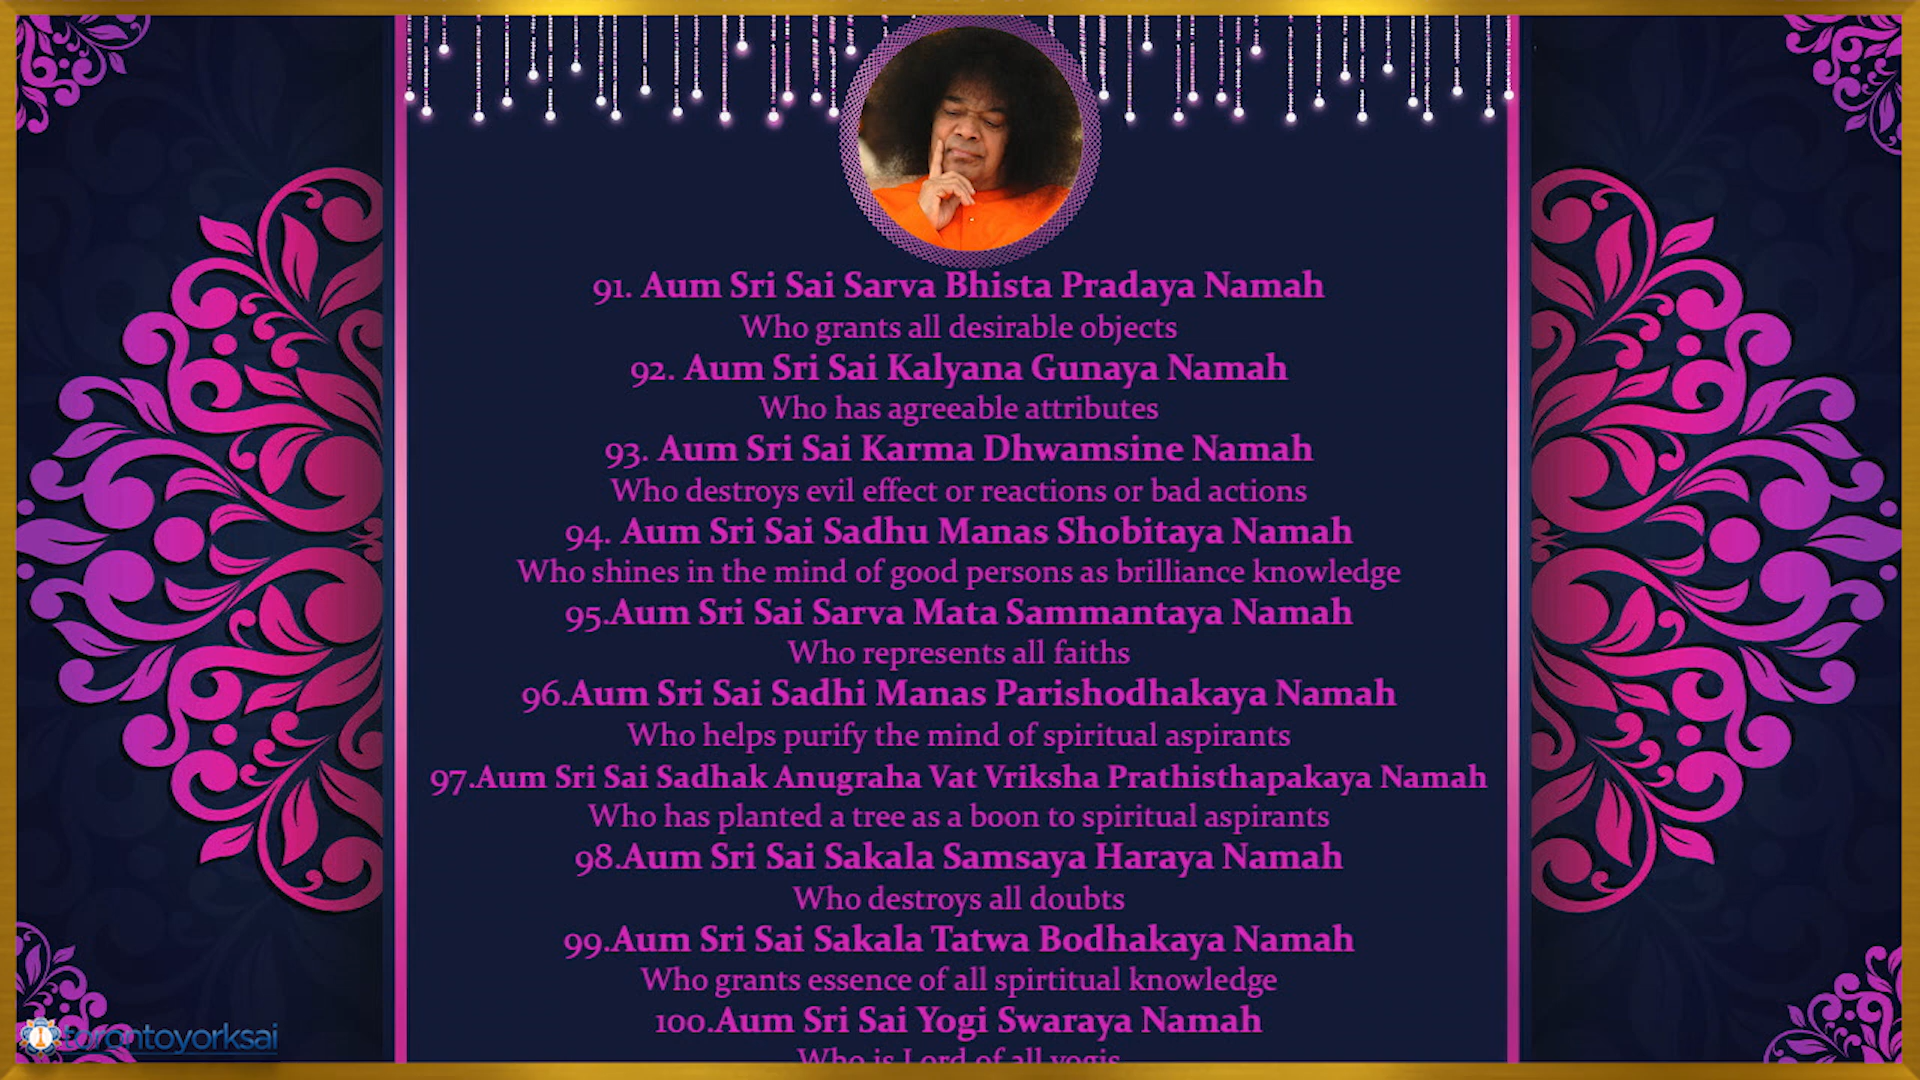 91. Aum Sri Sai Sarva Bhista Pradaya Namah
Who grants all desirable objects
92. Aum Sri Sai Kalyana Gunaya Namah
Who has agreeable attributes
93. Aum Sri Sai Karma Dhwamsine Namah
Who destroys evil effect or reactions or bad actions
94. Aum Sri Sai Sadhu Manas Shobitaya Namah
Who shines in the mind of good persons as brilliance knowledge
95.Aum Sri Sai Sarva Mata Sammantaya Namah
Who represents all faiths
96.Aum Sri Sai Sadhi Manas Parishodhakaya Namah
Who helps purify the mind of spiritual aspirants
97.Aum Sri Sai Sadhak Anugraha Vat Vriksha Prathisthapakaya Namah
Who has planted a tree as a boon to spiritual aspirants
98.Aum Sri Sai Sakala Samsaya Haraya Namah
Who destroys all doubts
99.Aum Sri Sai Sakala Tatwa Bodhakaya Namah
Who grants essence of all spirtitual knowledge
100.Aum Sri Sai Yogi Swaraya Namah
Who is Lord of all yogis
torontoyorksai